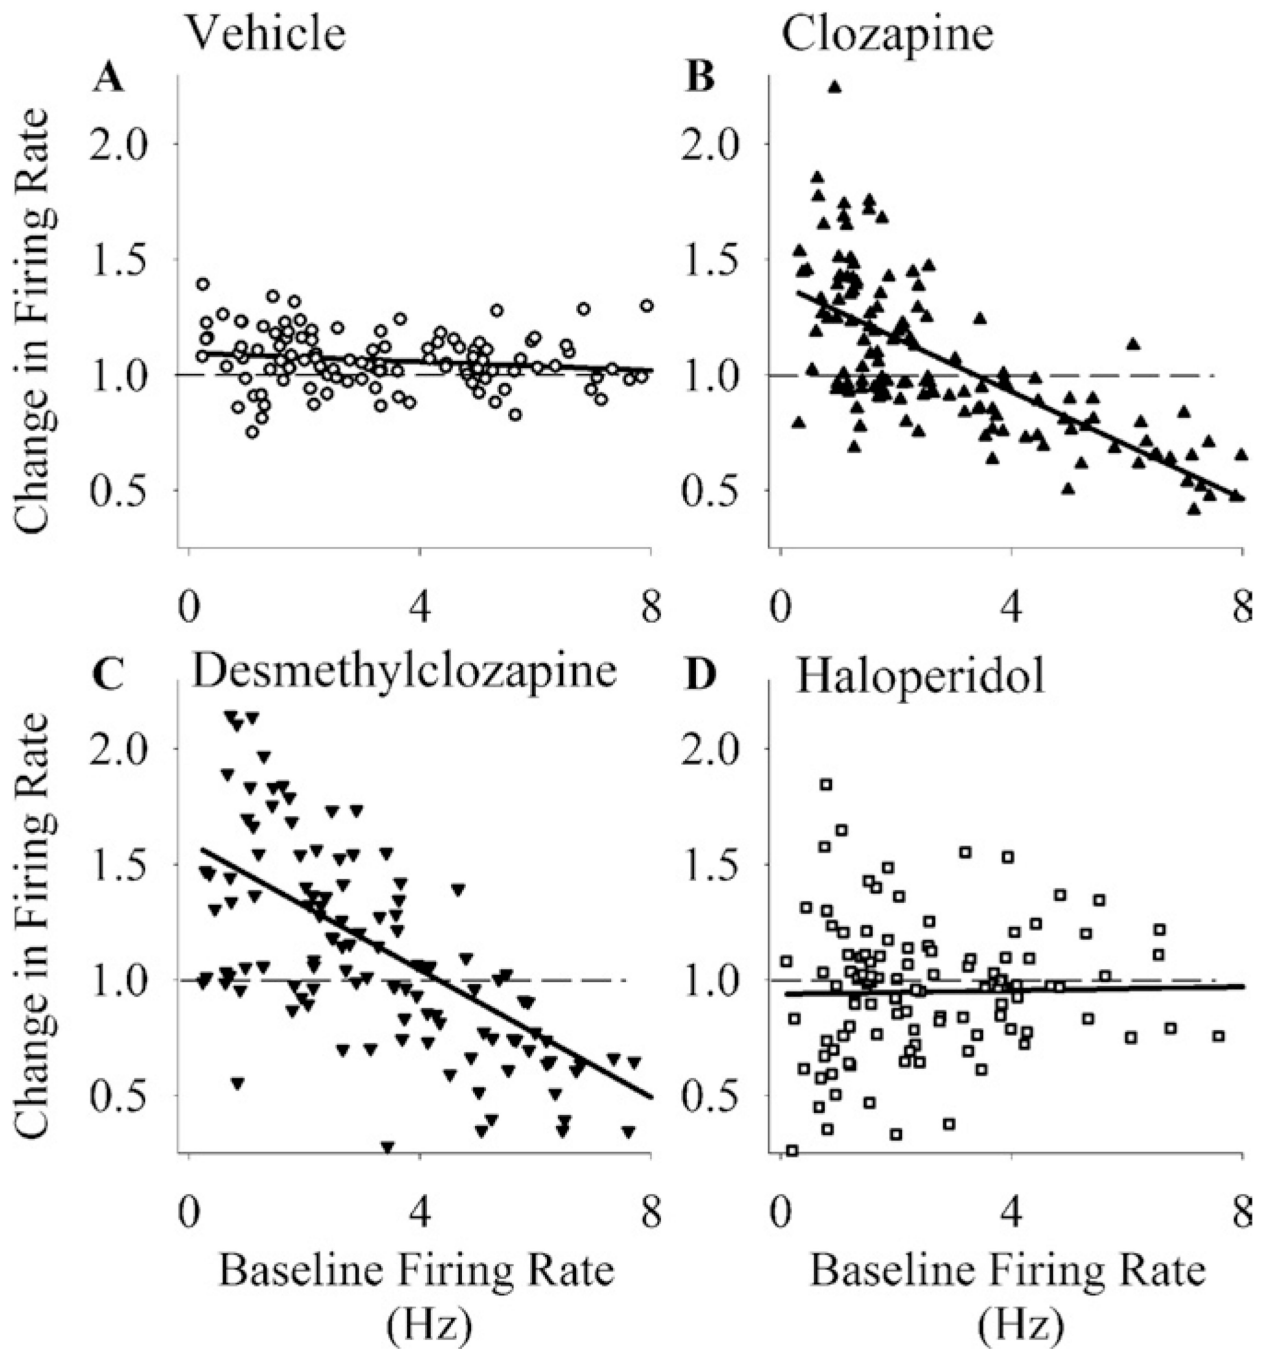 Vehicle
Clozapine
A
B
Change in Firing Rate
2.0
1.5
1.0
0.5
2.0
1.5
1.0
0.5
0 4 8
0 4 8
C Desmethylclozapine
D Haloperidol
Change in Firing Rate
2.0
1.5
1.0
0.5
2.0
1.5
1.0
0.5
0 4 8
0 4 8
Baseline Firing Rate
(Hz)
Baseline Firing Rate
(Hz)